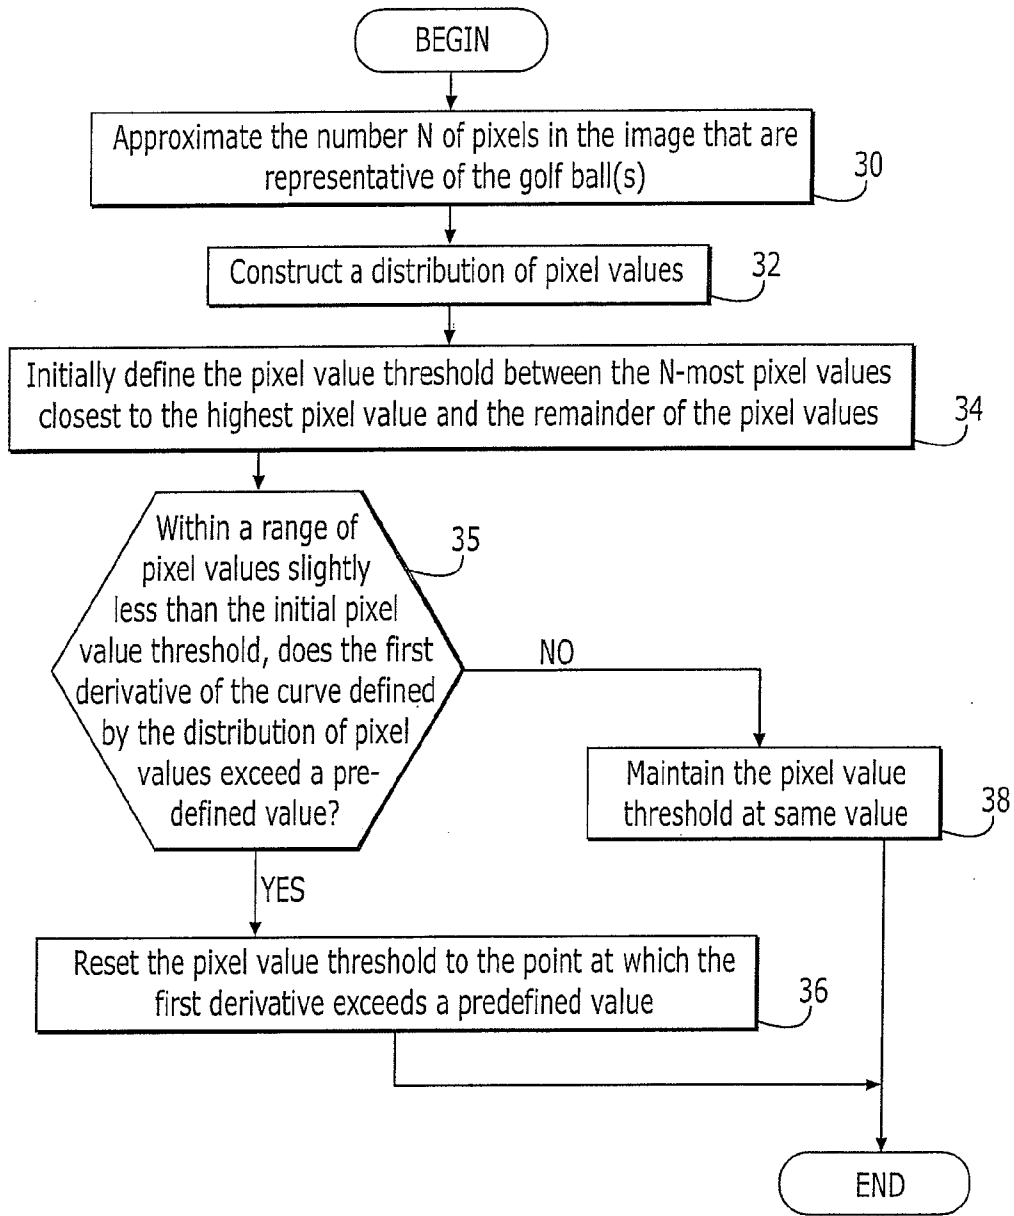 BEGIN
Approximate the number N of pixels in the image that are
representative of the golf ball(s)
30
Construct a distribution of pixel values
32
Initially define the pixel value threshold between the N-most pixel values
closest to the highest pixel value and the remainder of the pixel values
34
Within a range of
pixel values slightly
less than the initial pixel
value threshold, does the first
derivative of the curve defined
by the distribution of pixel
values exceed a pre-
defined value?
35
NO
Maintain the pixel value
threshold at same value
38
YES
Reset the pixel value threshold to the point at which the
first derivative exceeds a predefined value
36
END